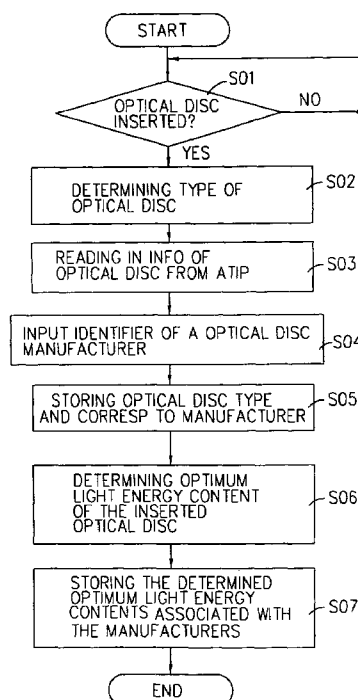 START
S01
OPTICAL DISC
INSERTED?
NO
YES
S02
DETERMINING TYPE OF
OPTICAL DISC
S03
READING IN INFO OF
OPTICAL DISC FROM ATIP
S04
INPUT IDENTIFIER OF A OPTICAL DISC
MANUFACTURER
S05
STORING OPTICAL DISC TYPE
AND CORRESP TO MANUFACTURER
S06
DETERMINING OPTIMUM
LIGHT ENERGY CONTENT
OF THE INSERTED
OPTICAL DISC
S07
STORING THE DETERMINED
OPTIMUM LIGHT ENERGY
CONTENTS ASSOCIATED WITH
THE MANUFACTURERS
END